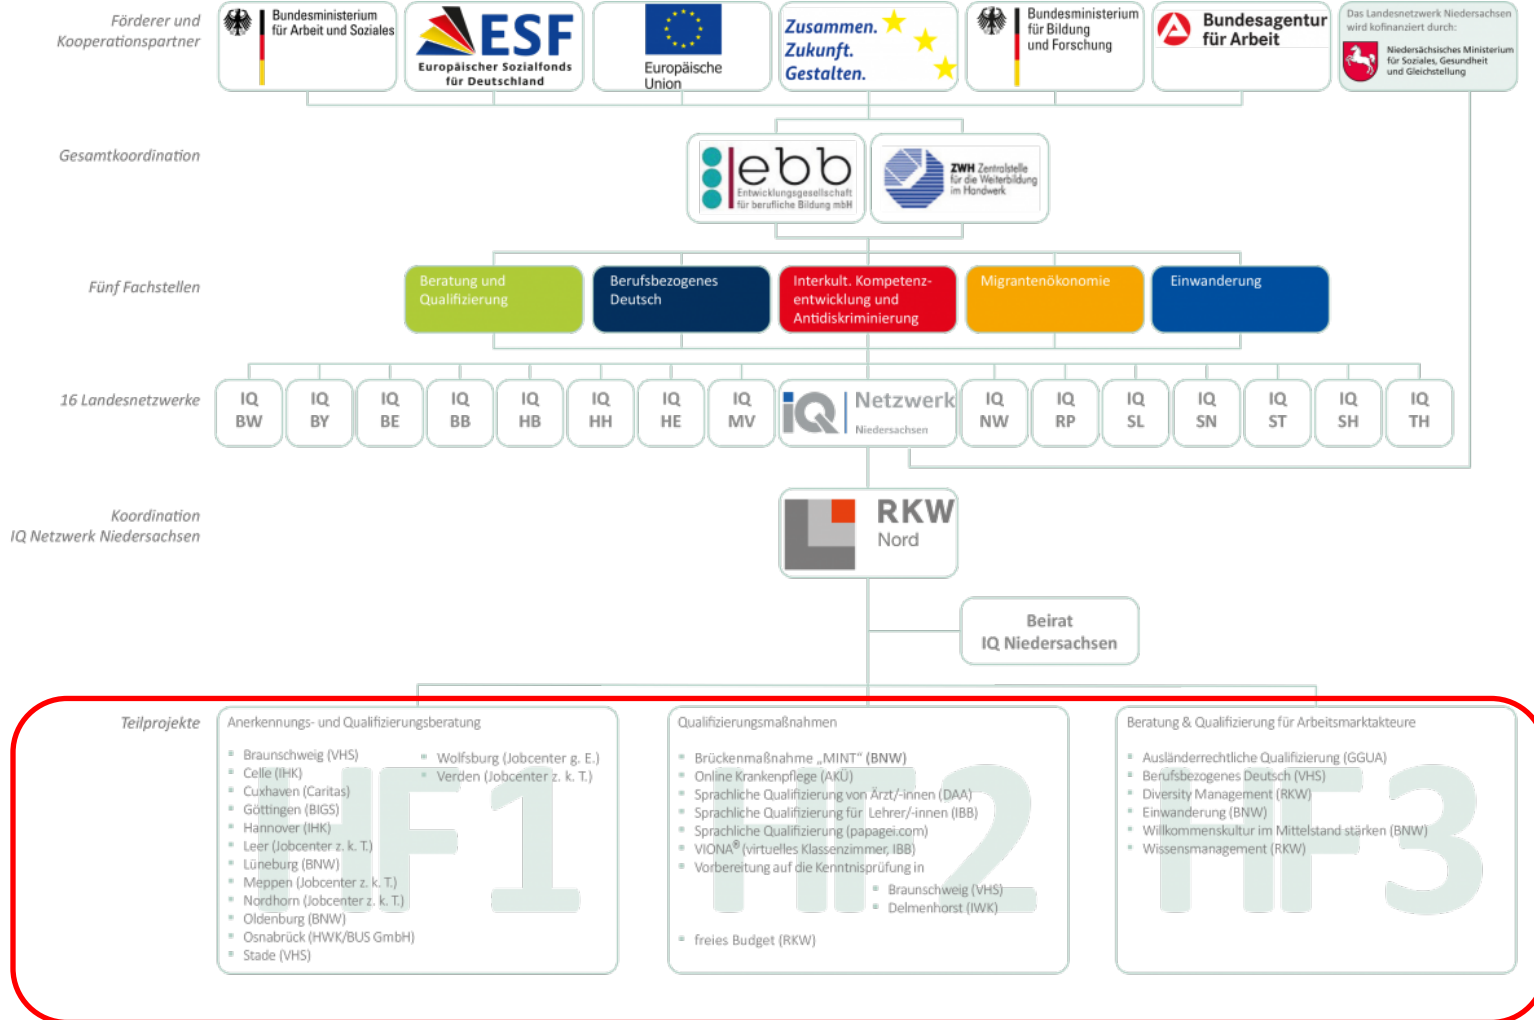 Förderer und
Kooperationspartner
Bundesministerium
für Arbeit und Soziales
ESF
Europäischer Sozialfonds
für Deutschland
Europäische
Union
Zusammen.
Zukunft.
Gestalten.
Bundesministerium
für Bildung
und Forschung
Bundesagentur
für Arbeit
Das Landesnetzwerk Niedersachsen
wird kofinanziert durch:
Niedersächsisches Ministerium
für Soziales, Gesundheit
und Gleichstellung
Gesamtkoordination
ebb
Entwicklungsgesellschaft
für berufliche Bildung mbH
ZWH Zentralstelle
für die Weiterbildung
im Handwerk
Fünf Fachstellen
Beratung und
Qualifizierung
Berufsbezogenes
Deutsch
Interkult. Kompetenz-
entwicklung und
Antidiskriminierung
Migrantenökonomie
Einwanderung
16 Landesnetzwerke
IQ
BW
IQ
BY
IQ
BE
IQ
BB
IQ
HB
IQ
HH
IQ
HE
IQ
MV
iQ Netzwerk
Niedersachsen
IQ
NW
IQ
RP
IQ
SL
IQ
SN
IQ
ST
IQ
SH
IQ
TH
Koordination
IQ Netzwerk Niedersachsen
RKW
Nord
Beirat
IQ Niedersachsen
Teilprojekte
HF1
Anerkennungs- und Qualifizierungsberatung
Braunschweig (VHS)
Celle (IHK)
Cuxhaven (Caritas)
Göttingen (BIGS)
Hannover (IHK)
Leer (Jobcenter z. k. T.)
Lüneburg (BNW)
Meppen (Jobcenter z. k. T.)
Nordhorn (Jobcenter z. k. T.)
Oldenburg (BNW)
Osnabrück (HWK/BUS GmbH)
Stade (VHS)
Wolfsburg (Jobcenter g. E.)
Verden (Jobcenter z. k. T.)
HF2
Qualifizierungsmaßnahmen
Brückenmaßnahme „MINT“ (BNW)
Online Krankenpflege (AKÜ)
Sprachliche Qualifizierung von Ärzt/-innen (DAA)
Sprachliche Qualifizierung für Lehrer/-innen (IBB)
Sprachliche Qualifizierung (papagei.com)
VIONA® (virtuelles Klassenzimmer, IBB)
Vorbereitung auf die Kenntnisprüfung in
Braunschweig (VHS)
Delmenhorst (IWK)
freies Budget (RKW)
HF3
Beratung & Qualifizierung für Arbeitsmarktakteure
Ausländerrechtliche Qualifizierung (GGUA)
Berufsbezogenes Deutsch (VHS)
Diversity Management (RKW)
Einwanderung (BNW)
Willkommenskultur im Mittelstand stärken (BNW)
Wissensmanagement (RKW)